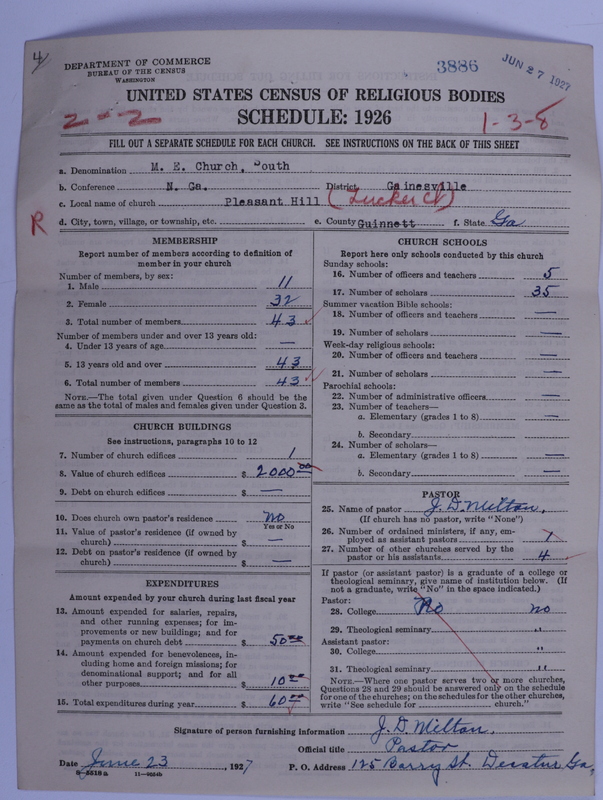 4
DEPARTMENT OF COMMERCE
BUREAU OF THE CENSUS
WASHINGTON
3886
JUN 27 1927
UNITED STATES CENSUS OF RELIGIOUS BODIES
2-2
SCHEDULE: 1926
1-3-8
FILL OUT A SEPARATE SCHEDULE FOR EACH CHURCH. SEE INSTRUCTIONS ON THE BACK OF THIS SHEET
a. Denomination M. E. Church, South
b. Conference N. Ga. District Gainesville
c. Local name of church Pleasant Hill (Tucker Ct)
R
d. City, town, village, or township, etc. e. County Guinnett f. State Ga
MEMBERSHIP
Report number of members according to definition of
member in your church
Number of members, by sex:
1. Male 11
2. Female 32
3. Total number of members 43
Number of members under and over 13 years old:
4. Under 13 years of age —
5. 13 years old and over 43
6. Total number of members 43
NOTE.—The total given under Question 6 should be
same as the total of males and females given under Question 3.
CHURCH BUILDINGS
See instructions, paragraphs 10 to 12
7. Number of church edifices 1
8. Value of church edifices $ 2000.00
9. Debt on church edifices $ —
10. Does church own pastor's residence No
Yes or No
11. Value of pastor's residence (if owned by
church) $ —
12. Debt on pastor's residence (if owned by
church) $ —
EXPENDITURES
Amount expended by your church during last fiscal year
13. Amount expended for salaries, repairs,
and other running expenses; for im-
provements or new buildings; and for
payments on church debt $ 50.00
14. Amount expended for benevolences, in-
cluding home and foreign missions; for
denominational support; and for all
other purposes $ 10.00
15. Total expenditures during year $ 60.00
CHURCH SCHOOLS
Report here only schools conducted by this church
Sunday schools:
16. Number of officers and teachers 5
17. Number of scholars 35
Summer vacation Bible schools:
18. Number of officers and teachers —
19. Number of scholars —
Week-day religious schools:
20. Number of officers and teachers —
21. Number of scholars —
Parochial schools:
22. Number of administrative officers —
23. Number of teachers—
a. Elementary (grades 1 to 8) —
b. Secondary —
24. Number of scholars—
a. Elementary (grades 1 to 8) —
b. Secondary —
PASTOR
25. Name of pastor J. D. Milton,
(If church has no pastor, write "None")
26. Number of ordained ministers, if any, em-
ployed as assistant pastors 1
27. Number of other churches served by the
pastor or his assistants 4
If pastor (or assistant pastor) is a graduate of a college or
theological seminary, give name of institution below. (If
not a graduate, write "No" in the space indicated.)
Pastor:
28. College No no
29. Theological seminary "
Assistant pastor:
30. College "
31. Theological seminary "
NOTE.—Where one pastor serves two or more churches,
Questions 28 and 29 should be answered only on the schedule
for one of the churches; on the schedules for the other churches,
write "See schedule for church."
Signature of person furnishing information J. D. Milton,
Official title Pastor
Date June 23, 1927 P. O. Address 125 Barry St. Decatur Ga,
8-5518a 11-9664b